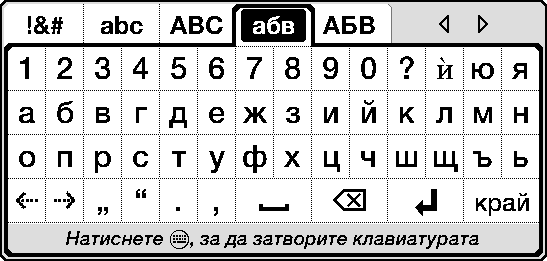 !&# abc ABC абв АБВ
1 2 3 4 5 6 7 8 9 0 ? ѝ ю я
а б в г д е ж з и й к л м н
о п р с т у ф х ц ч ш щ ъ ь
„ “ . , край
Натиснете , за да затворите клавиатурата